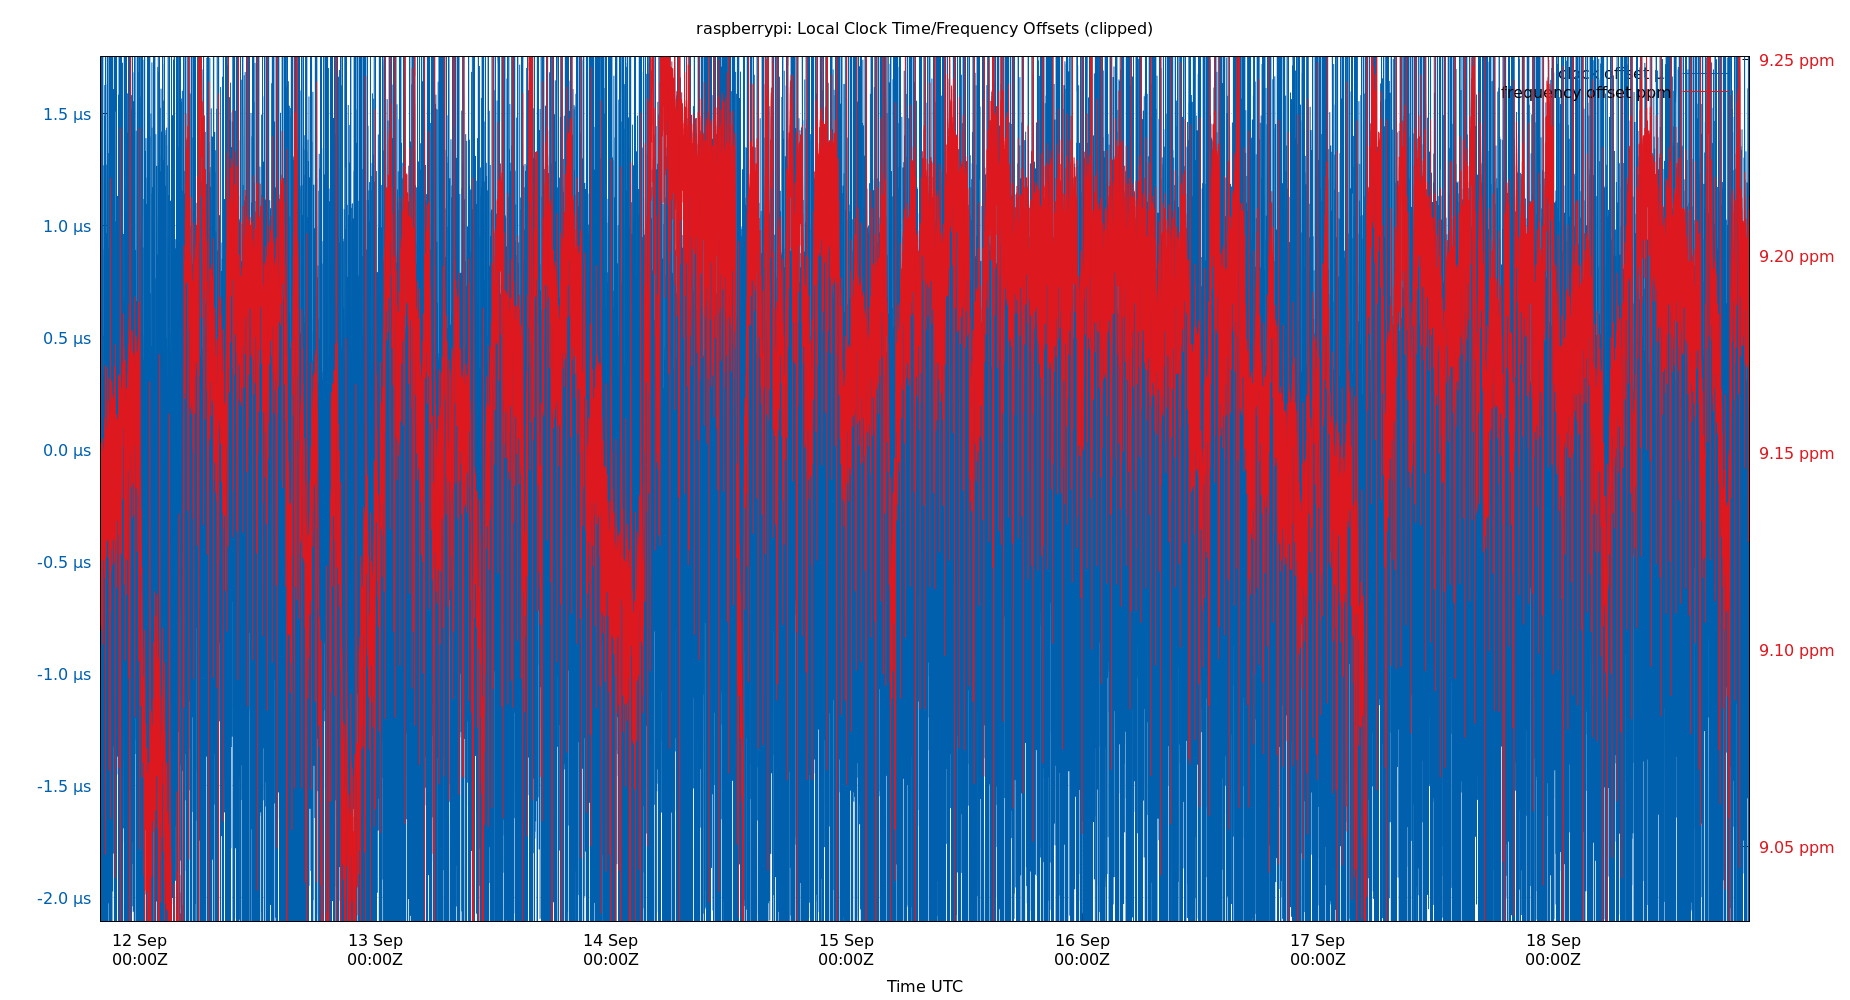 raspberrypi: Local Clock Time/Frequency Offsets (clipped)
9.25 ppm
clock offset
frequency offset ppm
1.5 µs
1.0 µs
9.20 ppm
0.5 µs
0.0 µs
9.15 ppm
-0.5 µs
-1.0 µs
9.10 ppm
-1.5 µs
9.05 ppm
-2.0 µs
12 Sep 13 Sep 14 Sep 15 Sep 16 Sep 17 Sep 18 Sep
00:00Z 00:00Z 00:00Z 00:00Z 00:00Z 00:00Z 00:00Z
Time UTC